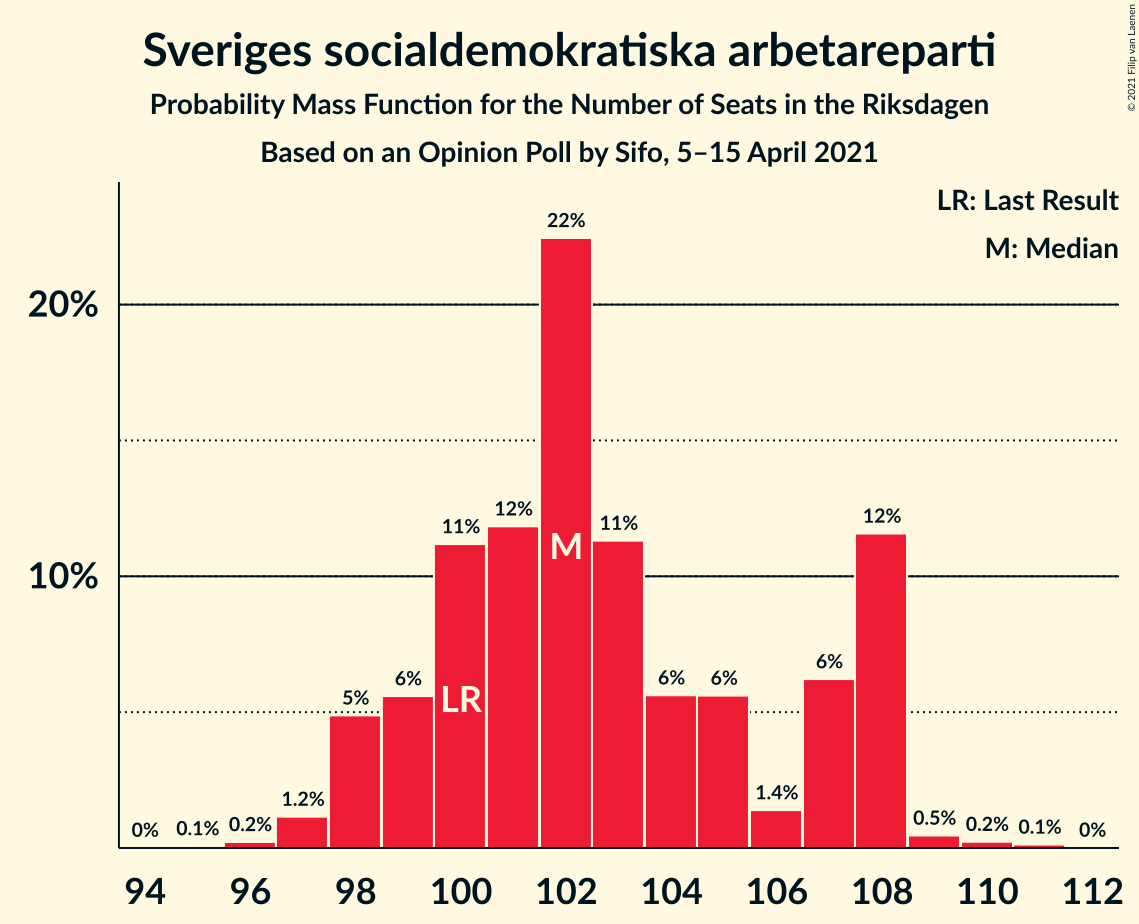 Sveriges socialdemokratiska arbetareparti
Probability Mass Function for the Number of Seats in the Riksdagen
Based on an Opinion Poll by Sifo, 5–15 April 2021
© 2021 Filip van Laenen
LR: Last Result
M: Median
20%
10%
0%
0.1%
0.2%
1.2%
5%
6%
11%
12%
22%
11%
6%
6%
1.4%
6%
12%
0.5%
0.2%
0.1%
0%
LR
M
94 96 98 100 102 104 106 108 110 112